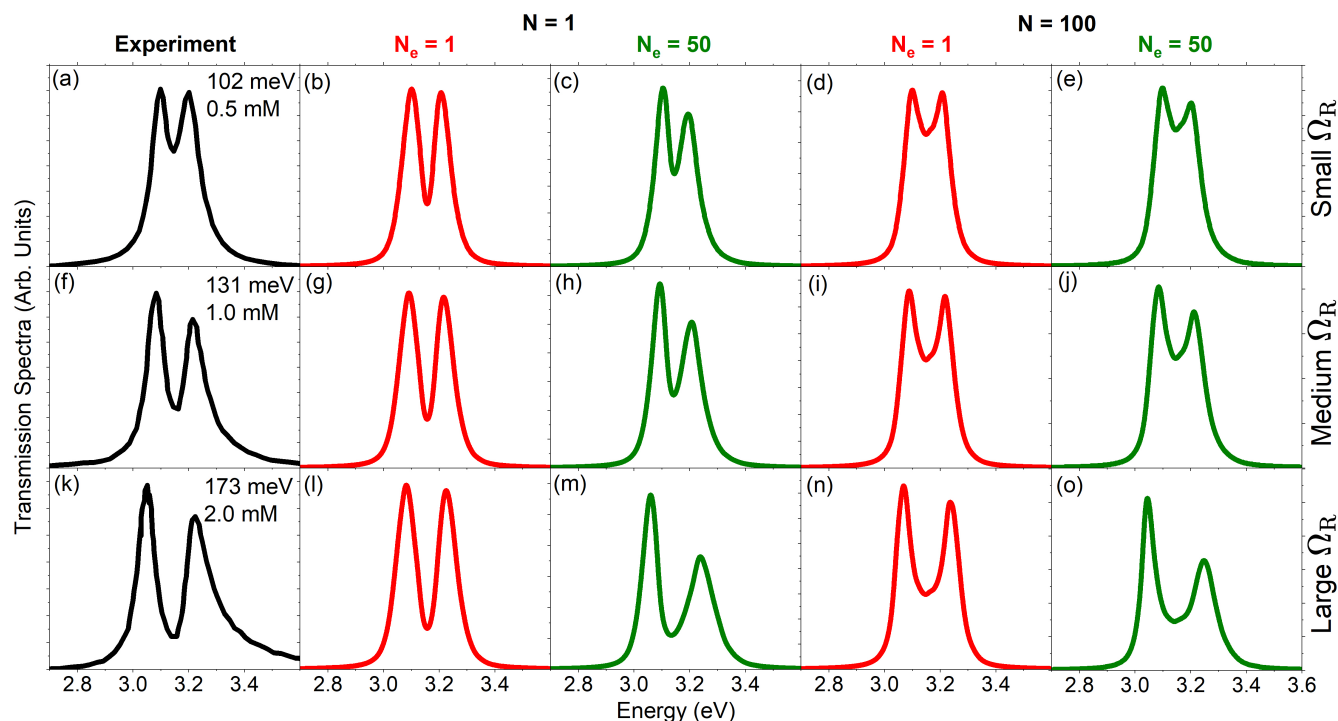 N = 1
N = 100
Experiment
Nₑ = 1
Nₑ = 50
Nₑ = 1
Nₑ = 50
(a)
102 meV
0.5 mM
(b)
(c)
(d)
(e)
Small Ω_R
(f)
131 meV
1.0 mM
(g)
(h)
(i)
(j)
Medium Ω_R
(k)
173 meV
2.0 mM
(l)
(m)
(n)
(o)
Large Ω_R
Transmission Spectra (Arb. Units)
2.8 3.0 3.2 3.4
2.8 3.0 3.2 3.4
2.8 3.0 3.2 3.4
2.8 3.0 3.2 3.4
2.8 3.0 3.2 3.4 3.6
Energy (eV)